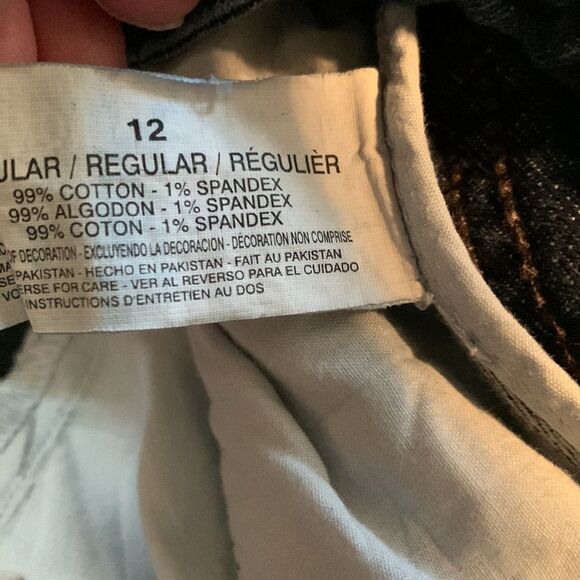 12
ULAR / REGULAR / RÉGULIÈR
99% COTTON - 1% SPANDEX
99% ALGODON - 1% SPANDEX
99% COTON - 1% SPANDEX
OF DECORATION - EXCLUYENDO LA DECORACION - DÉCORATION NON COMPRISE
PAKISTAN - HECHO EN PAKISTAN - FAIT AU PAKISTAN
ERSE FOR CARE - VER AL REVERSO PARA EL CUIDADO
INSTRUCTIONS D'ENTRETIEN AU DOS